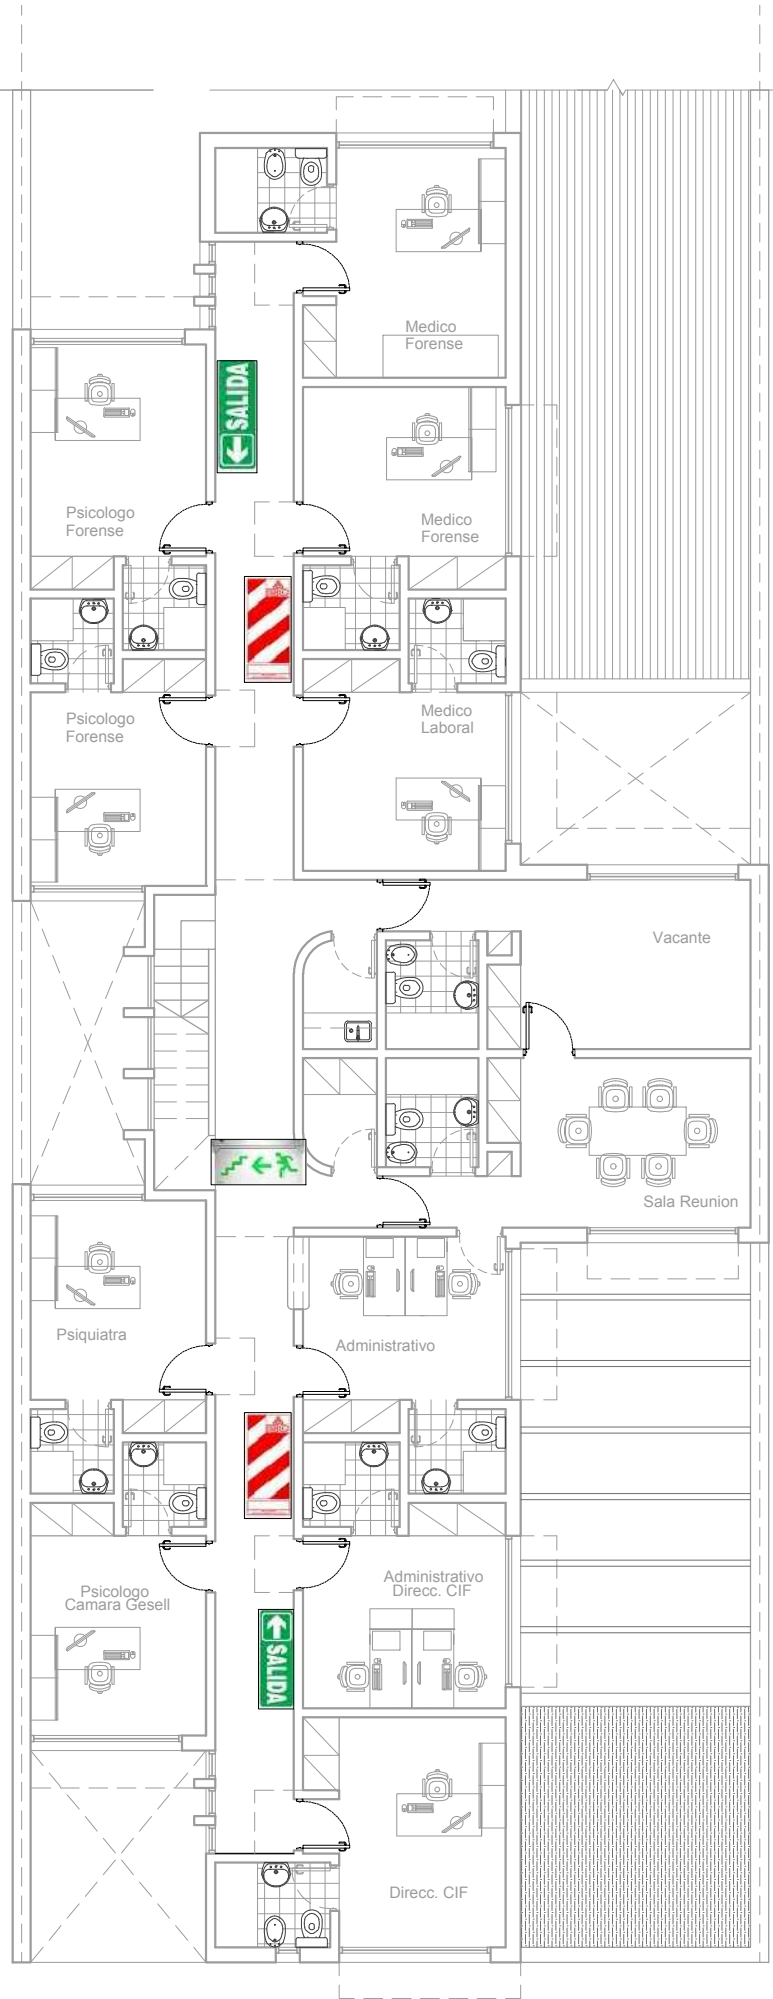 Medico
Forense
SALIDA
Psicologo
Forense
Medico
Forense
Psicologo
Forense
Medico
Laboral
Vacante
Sala Reunion
Psiquiatra
Administrativo
Psicologo
Camara Gesell
Administrativo
Direcc. CIF
SALIDA
Direcc. CIF